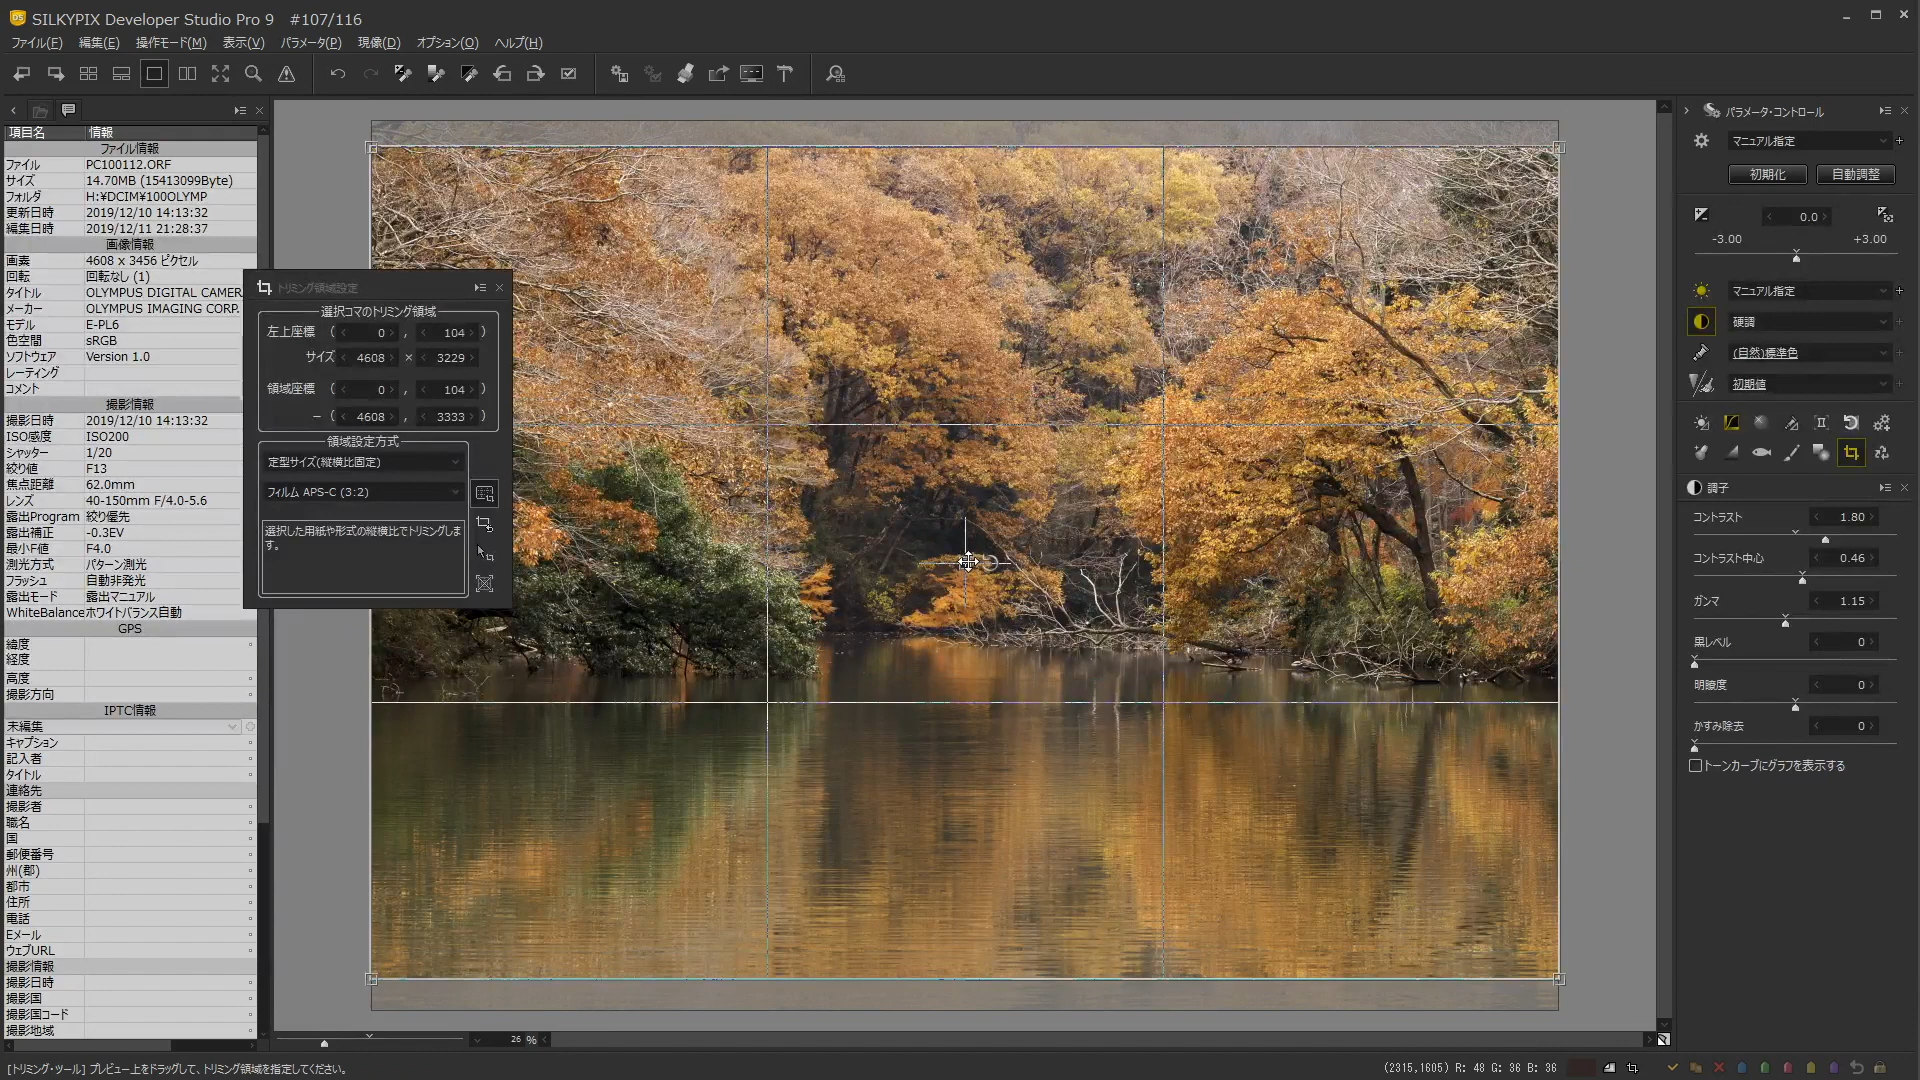 SILKYPIX Developer Studio Pro 9 #107/116
ファイル(F) 編集(E) 操作モード(M) 表示(V) パラメータ(P) 現像(D) オプション(O) ヘルプ(H)
項目名 情報
ファイル情報
ファイル PC100112.ORF
サイズ 14.70MB (15413099Byte)
フォルダ H:¥DCIM¥100OLYMP
更新日時 2019/12/10 14:13:32
編集日時 2019/12/11 21:28:37
画像情報
画素 4608 x 3456 ピクセル
回転 回転なし (1)
タイトル OLYMPUS DIGITAL CAMER
メーカー OLYMPUS IMAGING CORP.
モデル E-PL6
色空間 sRGB
ソフトウェア Version 1.0
レーティング
コメント
撮影情報
撮影日時 2019/12/10 14:13:32
ISO感度 ISO200
シャッター 1/20
絞り値 F13
焦点距離 62.0mm
レンズ 40-150mm F/4.0-5.6
露出Program 絞り優先
露出補正 -0.3EV
最小F値 F4.0
測光方式 パターン測光
フラッシュ 自動非発光
露出モード 露出マニュアル
WhiteBalance ホワイトバランス自動
GPS
緯度
経度
高度
撮影方向
IPTC情報
未編集
キャプション
記入者
タイトル
連絡先
撮影者
職名
国
郵便番号
州(郡)
都市
住所
電話
Eメール
ウェブURL
撮影情報
撮影日時
撮影国
撮影国コード
撮影地域
トリミング領域設定
選択コマのトリミング領域
左上座標 ( 0 , 104 )
サイズ 4608 × 3229
領域座標 ( 0 , 104 )
− ( 4608 , 3333 )
領域設定方式
定型サイズ(縦横比固定)
フィルム APS-C (3:2)
選択した用紙や形式の縦横比でトリミングしま
す。
26 %
パラメータ・コントロール
マニュアル指定
初期化 自動調整
0.0
-3.00 +3.00
マニュアル指定
硬調
(自然)標準色
初期値
調子
コントラスト 1.80
コントラスト中心 0.46
ガンマ 1.15
黒レベル 0
明瞭度 0
かすみ除去 0
トーンカーブにグラフを表示する
[トリミング・ツール] プレビュー上をドラッグして、トリミング領域を指定してください。
(2315,1605) R: 48 G: 36 B: 36